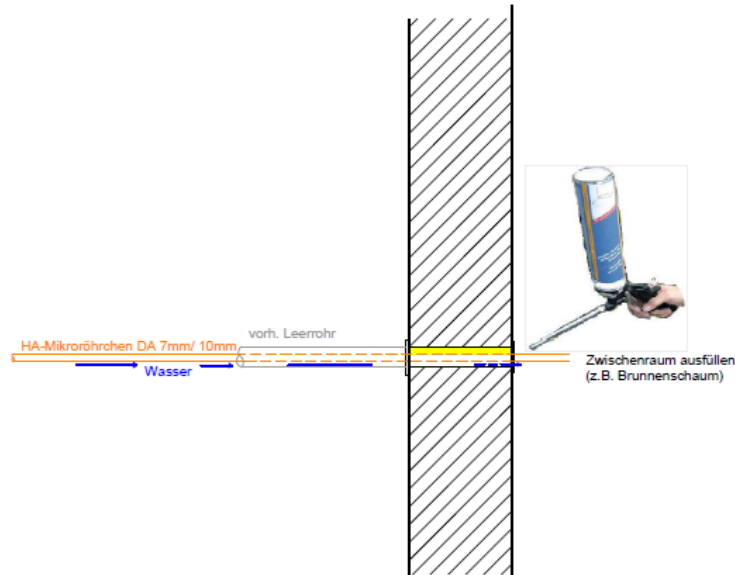 vorh. Leerrohr
HA-Mikroröhrchen DA 7mm/ 10mm
Wasser
Zwischenraum ausfüllen
(z.B. Brunnenschaum)